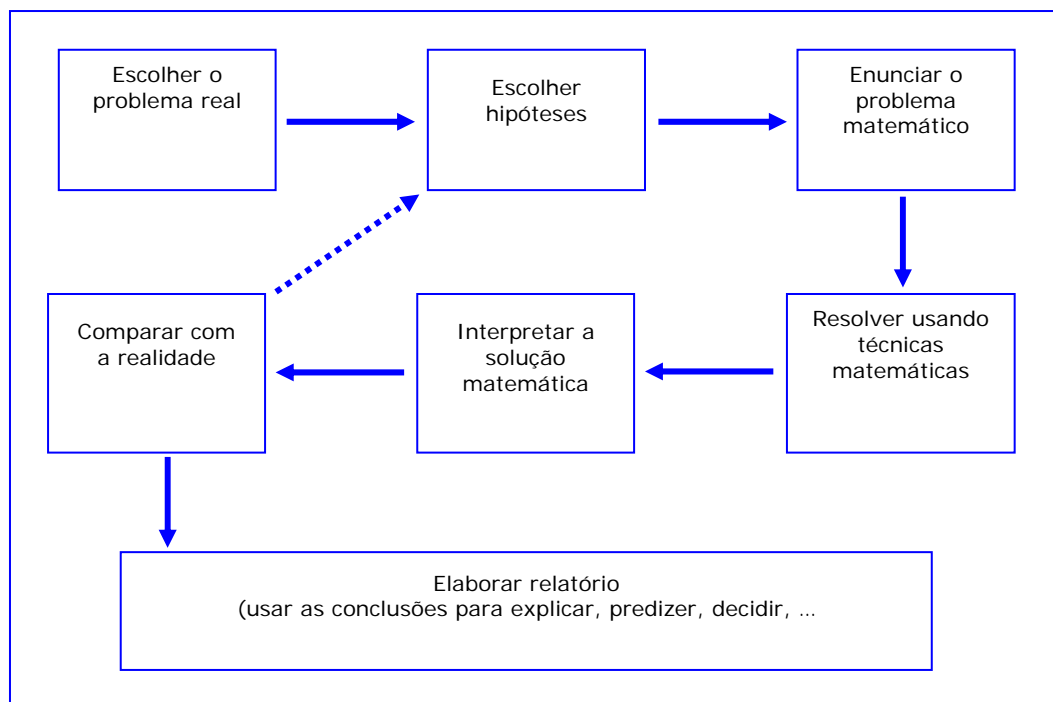 Escolher o
problema real
Escolher
hipóteses
Enunciar o
problema
matemático
Comparar com
a realidade
Interpretar a
solução
matemática
Resolver usando
técnicas
matemáticas
Elaborar relatório
(usar as conclusões para explicar, predizer, decidir, ...